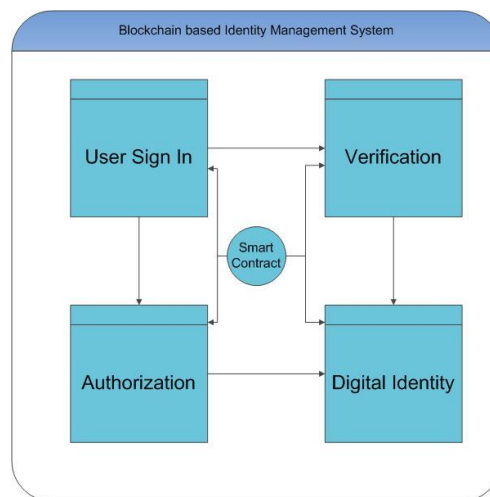 Blockchain based Identity Management System
User Sign In
Verification
Smart
Contract
Authorization
Digital Identity